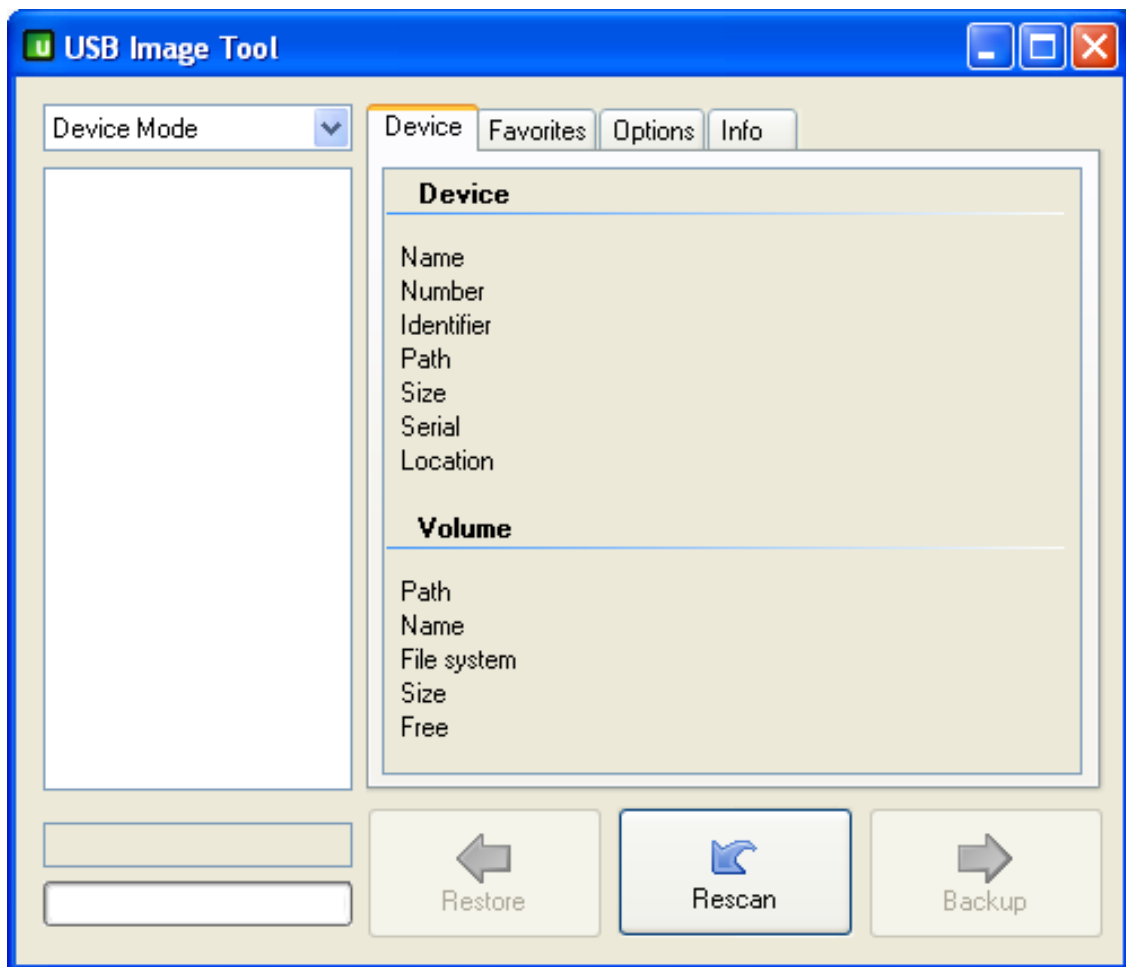 USB Image Tool
Device Mode
Device Favorites Options Info
Device
Name
Number
Identifier
Path
Size
Serial
Location
Volume
Path
Name
File system
Size
Free
Restore Rescan Backup